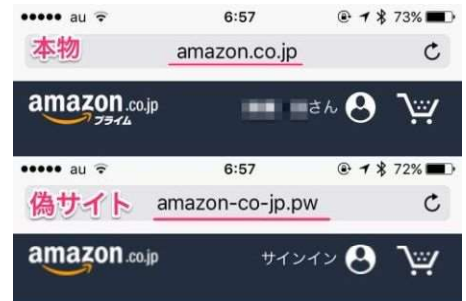 au 6:57 73%
本物 amazon.co.jp
amazon.co.jp さん
プライム
au 6:57 72%
偽サイト amazon-co-jp.pw
amazon.co.jp サインイン